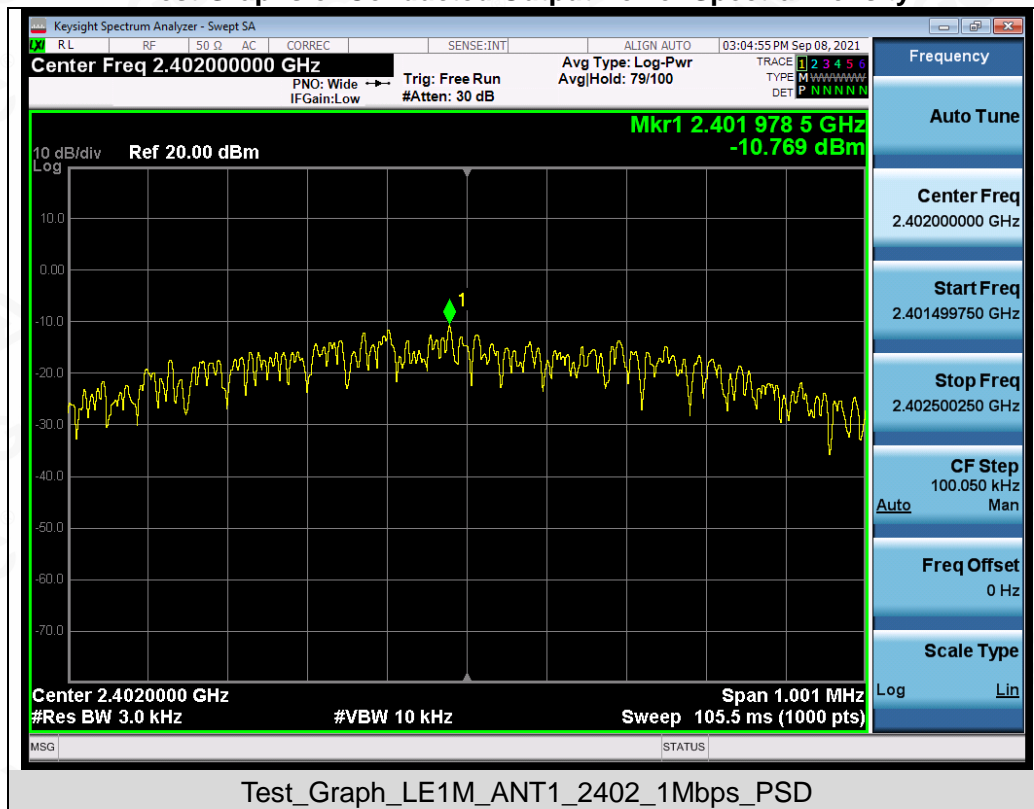 Keysight Spectrum Analyzer - Swept SA
LXI RL RF 50 Ω AC CORREC SENSE:INT ALIGN AUTO 03:04:55 PM Sep 08, 2021
Center Freq 2.402000000 GHz
PNO: Wide
IFGain:Low
Trig: Free Run
#Atten: 30 dB
Avg Type: Log-Pwr
Avg|Hold: 79/100
TRACE 1 2 3 4 5 6
TYPE M WWWWW
DET P N N N N N
Mkr1 2.401 978 5 GHz
-10.769 dBm
10 dB/div Ref 20.00 dBm
Log
10.0
0.00
-10.0
-20.0
-30.0
-40.0
-50.0
-60.0
-70.0
1
Center 2.4020000 GHz
Span 1.001 MHz
#Res BW 3.0 kHz
#VBW 10 kHz
Sweep 105.5 ms (1000 pts)
MSG
STATUS
Frequency
Auto Tune
Center Freq
2.402000000 GHz
Start Freq
2.401499750 GHz
Stop Freq
2.402500250 GHz
CF Step
100.050 kHz
Auto Man
Freq Offset
0 Hz
Scale Type
Log Lin
Test_Graph_LE1M_ANT1_2402_1Mbps_PSD